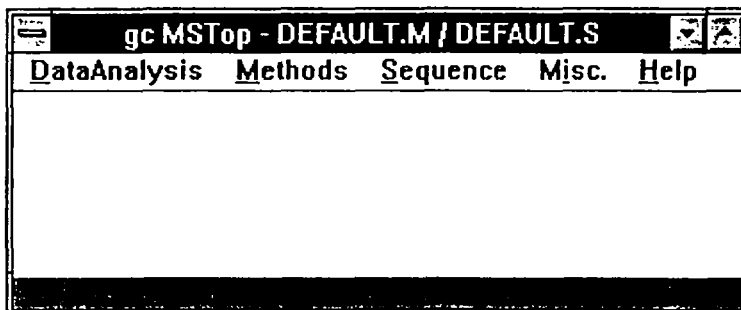 gc MSTop - DEFAULT.M / DEFAULT.S
DataAnalysis Methods Sequence Misc. Help